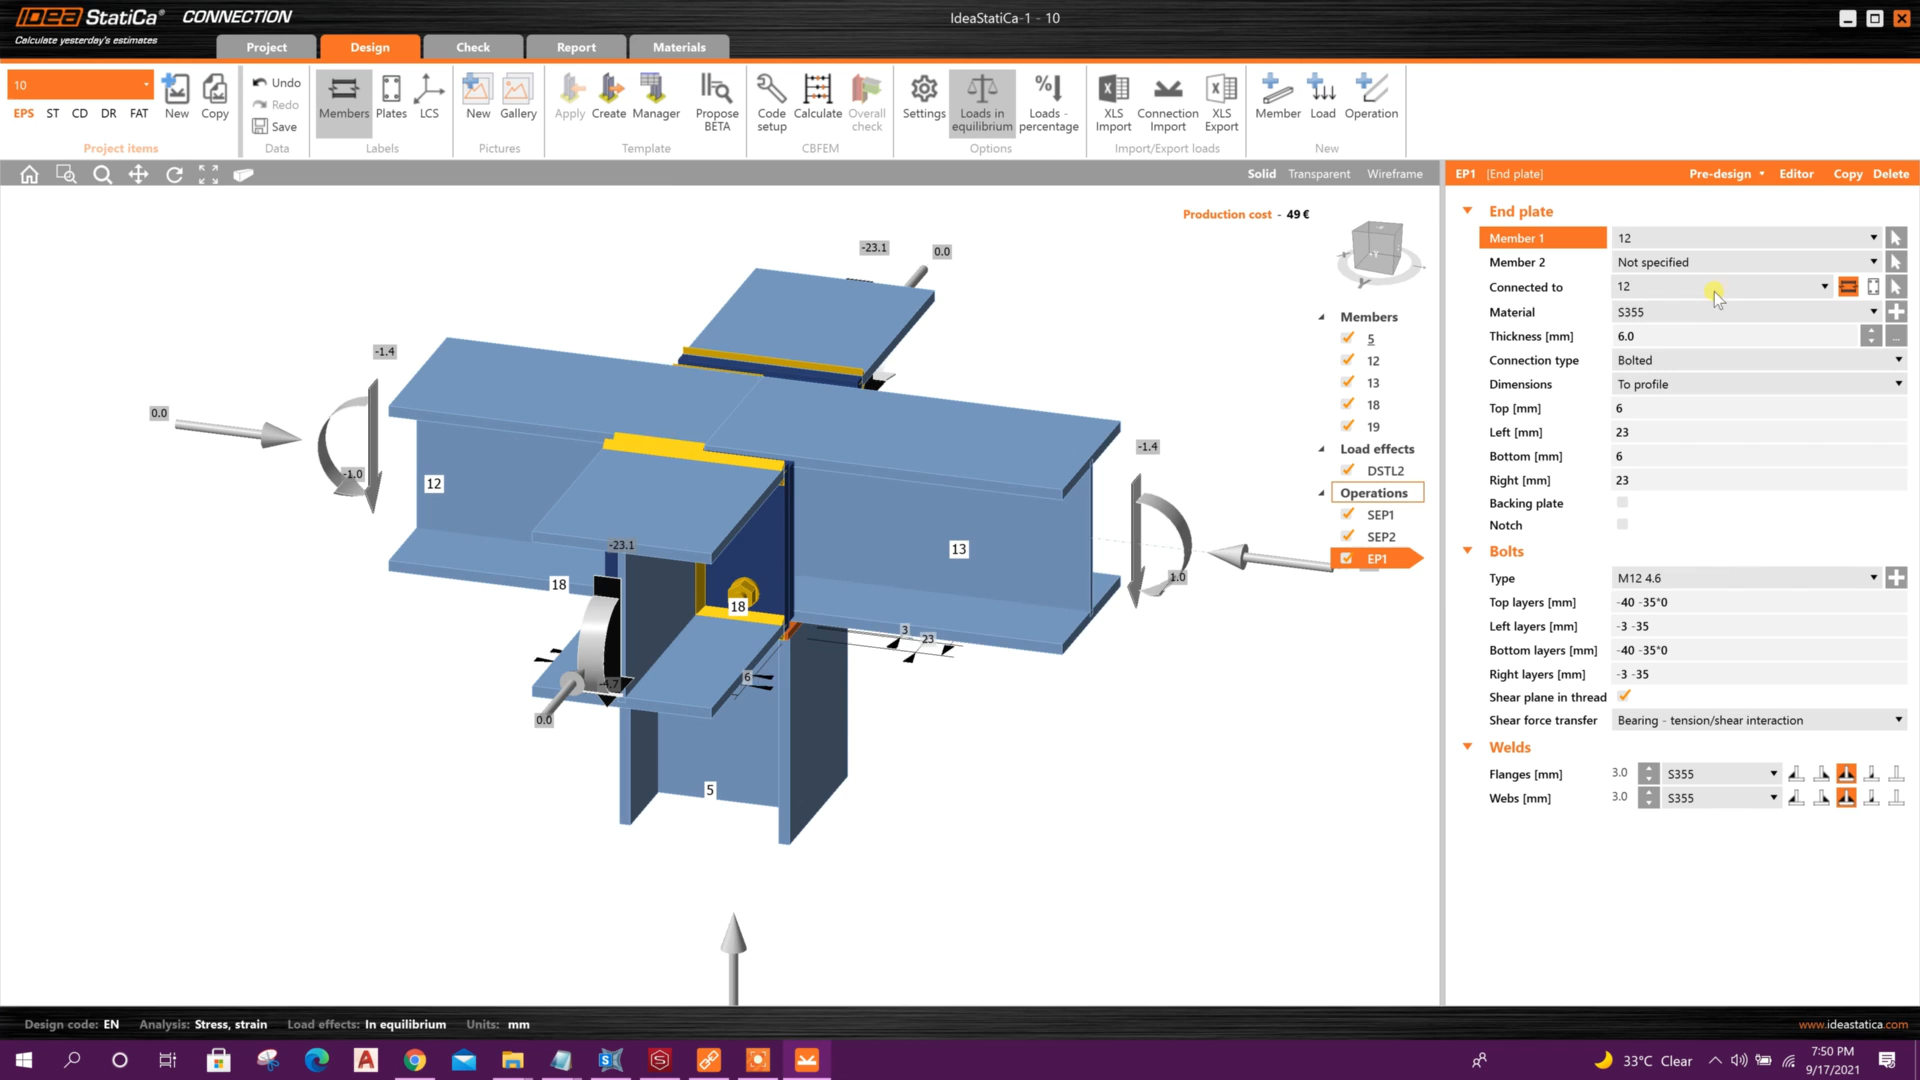 IDEA StatiCa® CONNECTION
IdeaStatiCa-1 - 10
Calculate yesterday's estimates
Project Design Check Report Materials
10
EPS ST CD DR FAT New Copy
Project items
Undo
Redo
Save
Data
Members Plates LCS
Labels
New Gallery
Pictures
Apply Create Manager Propose BETA
Template
Code setup Calculate Overall check
CBFEM
Settings Loads in equilibrium Loads - percentage
Options
XLS Import Connection Import XLS Export
Import/Export loads
Member Load Operation
New
Solid Transparent Wireframe
Production cost - 49 €
-23.1
0.0
-1.4
0.0
-1.0
12
-1.4
13
1.0
-23.1
18
18
3
23
6
-4.7
0.0
5
Members
5
12
13
18
19
Load effects
DSTL2
Operations
SEP1
SEP2
EP1
EP1 [End plate] Pre-design Editor Copy Delete
End plate
Member 1 12
Member 2 Not specified
Connected to 12
Material S355
Thickness [mm] 6.0 ...
Connection type Bolted
Dimensions To profile
Top [mm] 6
Left [mm] 23
Bottom [mm] 6
Right [mm] 23
Backing plate
Notch
Bolts
Type M12 4.6
Top layers [mm] -40 -35*0
Left layers [mm] -3 -35
Bottom layers [mm] -40 -35*0
Right layers [mm] -3 -35
Shear plane in thread
Shear force transfer Bearing - tension/shear interaction
Welds
Flanges [mm] 3.0 S355
Webs [mm] 3.0 S355
Design code: EN Analysis: Stress, strain Load effects: In equilibrium Units: mm
www.ideastatica.com
33°C Clear
7:50 PM
9/17/2021